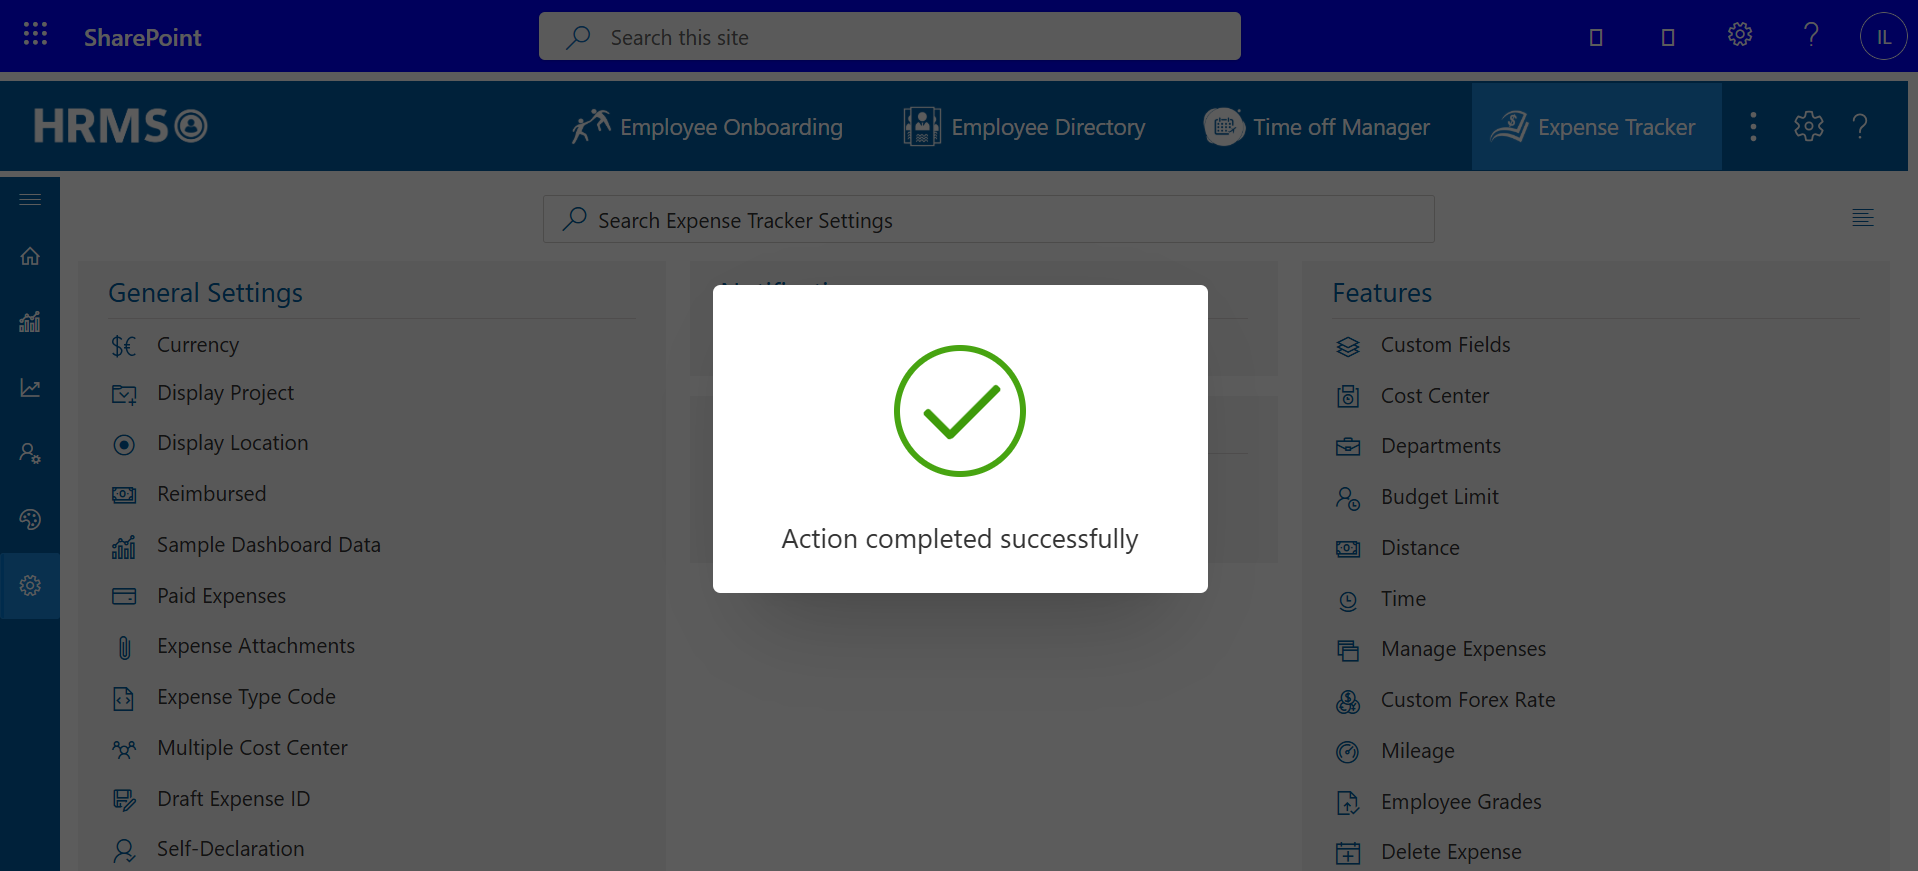 SharePoint
Search this site
IL
HRMS
Employee Onboarding
Employee Directory
Time off Manager
Expense Tracker
Search Expense Tracker Settings
General Settings
Currency
Display Project
Display Location
Reimbursed
Sample Dashboard Data
Paid Expenses
Expense Attachments
Expense Type Code
Multiple Cost Center
Draft Expense ID
Self-Declaration
Action completed successfully
Features
Custom Fields
Cost Center
Departments
Budget Limit
Distance
Time
Manage Expenses
Custom Forex Rate
Mileage
Employee Grades
Delete Expense